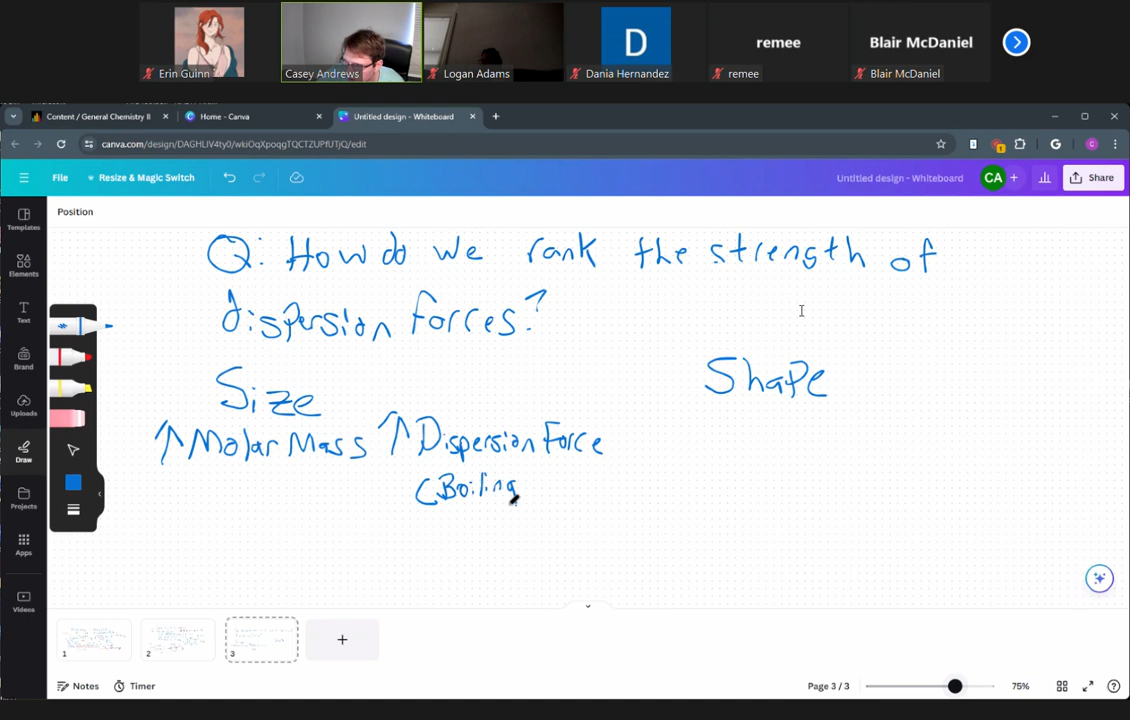 remee
Blair McDaniel
D
Erin Guinn
Casey Andrews
Logan Adams
Dania Hernandez
remee
Blair McDaniel
Content / General Chemistry II
Home - Canva
Untitled design - Whiteboard
canva.com/design/DAGHLIV4ty0/wkiOqXpoqgTQCTZUPfUTjQ/edit
File
Resize & Magic Switch
Untitled design - Whiteboard
CA
Share
Position
Templates
Elements
Text
Brand
Uploads
Draw
Projects
Apps
Videos
Q: How do we rank the strength of
dispersion forces?
Size
Shape
↑ Molar Mass ↑ Dispersion Force
(Boiling
1
2
3
Notes
Timer
Page 3 / 3
75%